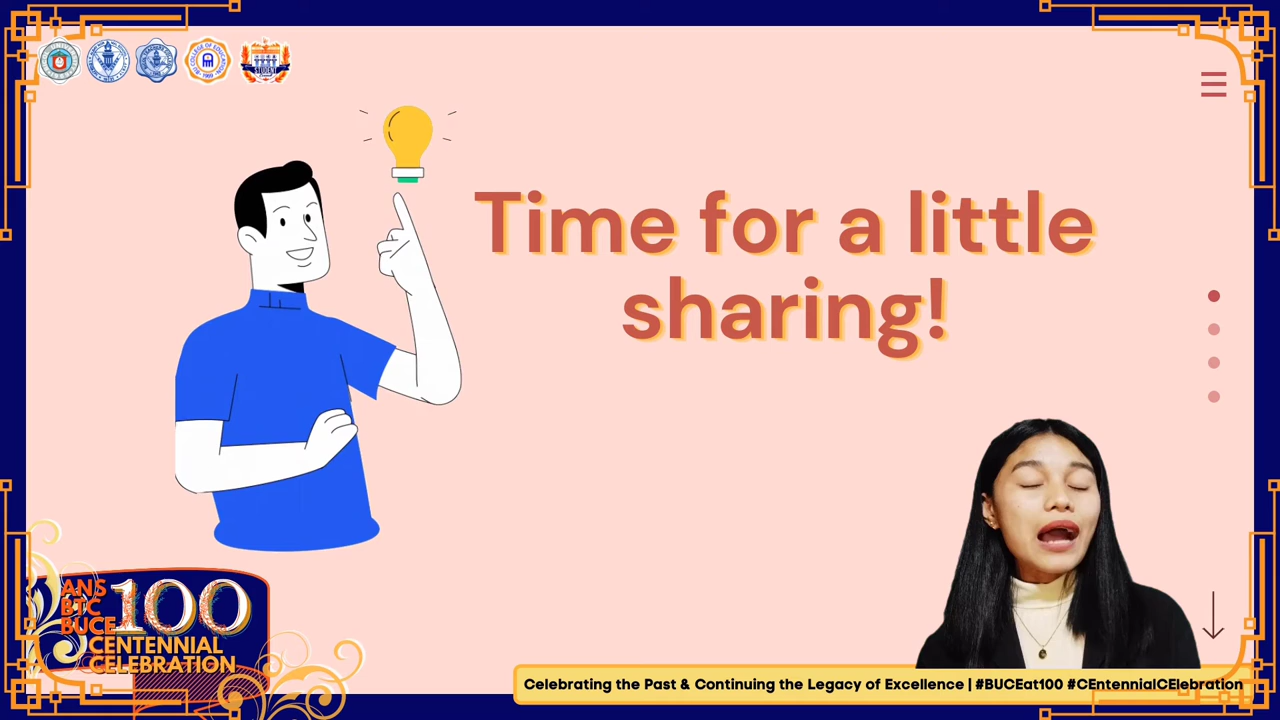 Time for a little
sharing!
ANS
BTC
BUCE
100
CENTENNIAL
CELEBRATION
Celebrating the Past & Continuing the Legacy of Excellence | #BUCEat100 #CEntennialCElebration